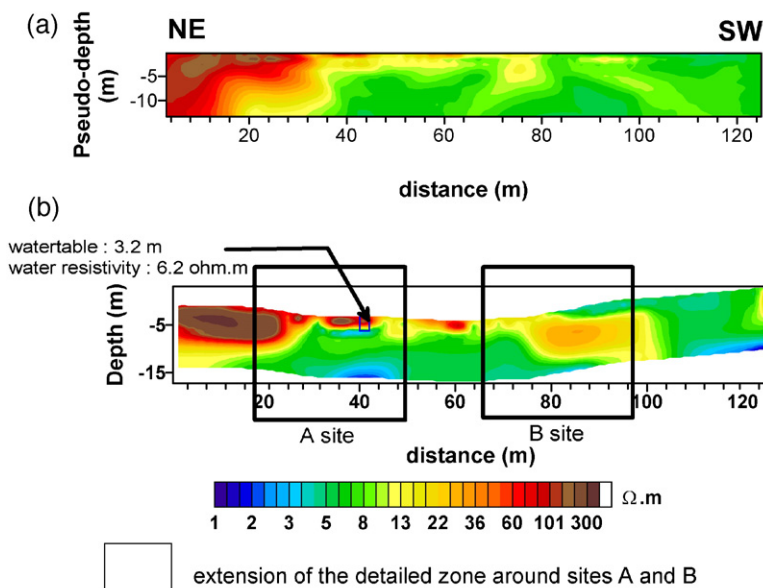 (a)
NE
SW
Pseudo-depth
(m)
-5
-10
20 40 60 80 100 120
distance (m)
(b)
watertable : 3.2 m
water resistivity : 6.2 ohm.m
Depth (m)
-5
-15
20 40 60 80 100 120
A site
B site
distance (m)
Ω.m
1 2 3 5 8 13 22 36 60 101 300
extension of the detailed zone around sites A and B